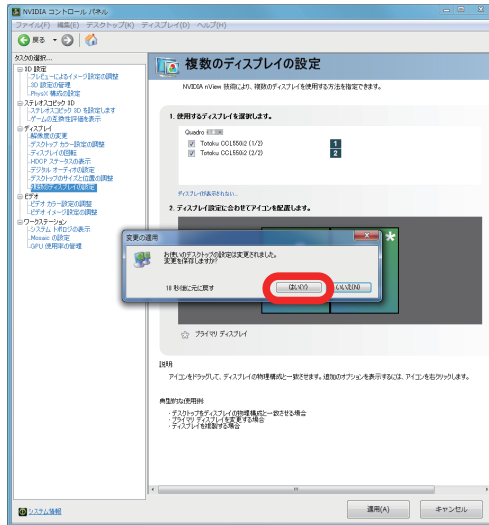 NVIDIA コントロール パネル
ファイル(F) 編集(E) デスクトップ(K) ディスプレイ(D) ヘルプ(H)
戻る
タスクの選択...
3D 設定
プレビューによるイメージ設定の調整
3D 設定の管理
PhysX 構成の設定
ステレオスコピック 3D
ステレオスコピック 3D を設定します
ゲームの互換性評価を表示
ディスプレイ
解像度の変更
デスクトップ カラー設定の調整
ディスプレイの回転
HDCP ステータスの表示
デジタル オーディオの設定
デスクトップのサイズと位置の調整
複数のディスプレイの設定
ビデオ
ビデオ カラー設定の調整
ビデオ イメージ設定の調整
ワークステーション
システム トポロジの表示
Mosaic の設定
GPU 使用率の管理
システム情報
複数のディスプレイの設定
NVIDIA nView 技術により、複数のディスプレイを使用する方法を指定できます。
1. 使用するディスプレイを選択します。
Quadro
Totoku CCL550i2 (1/2) 1
Totoku CCL550i2 (2/2) 2
ディスプレイが表示されない...
2. ディスプレイ設定に合わせてアイコンを配置します。
*
変更の適用
お使いのデスクトップの設定は変更されました。
変更を保存しますか?
18 秒後に元に戻す
はい(Y)
いいえ(N)
プライマリ ディスプレイ
説明:
アイコンをドラッグして、ディスプレイの物理構成と一致させます。追加のオプションを表示するには、アイコンを右クリックします。
典型的な使用例:
・デスクトップをディスプレイの物理構成と一致させる場合
・プライマリ ディスプレイを変更する場合
・ディスプレイを複製する場合
適用(A)
キャンセル